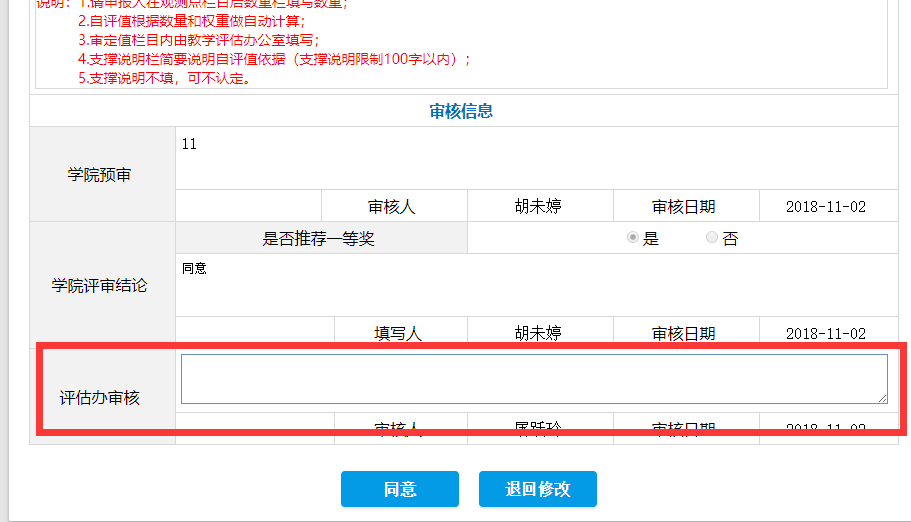 说明：1.请申报人在观测点栏目后数量栏填写数量；
2.自评值根据数量和权重做自动计算；
3.审定值栏目内由教学评估办公室填写；
4.支撑说明栏简要说明自评值依据（支撑说明限制100字以内）；
5.支撑说明不填，可不认定。
审核信息
学院预审
11
审核人 胡未婷 审核日期 2018-11-02
学院评审结论
是否推荐一等奖 是 否
同意
填写人 胡未婷 审核日期 2018-11-02
评估办审核
审核人 屠跃玲 审核日期 2018-11-02
同意 退回修改